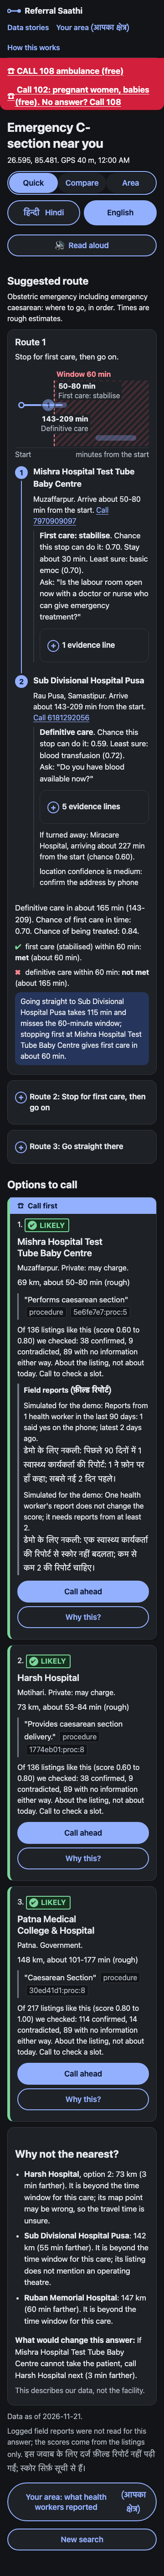 Referral Saathi
Data stories Your area (आपका क्षेत्र)
How this works
☎ CALL 108 ambulance (free)
☎ Call 102: pregnant women, babies
(free). No answer? Call 108
Emergency C-
section near you
26.595, 85.481. GPS 40 m, 12:00 AM
Quick Compare Area
हिन्दी Hindi English
Read aloud
Suggested route
Obstetric emergency including emergency
caesarean: where to go, in order. Times are
rough estimates.
Route 1
Stop for first care, then go on.
Window 60 min
50-80 min
First care: stabilise
143-209 min
Definitive care
Start minutes from the start
1 Mishra Hospital Test Tube
Baby Centre
Muzaffarpur. Arrive about 50-80
min from the start. Call
7970909097
First care: stabilise. Chance
this stop can do it: 0.70. Stay
about 30 min. Least sure: basic
emoc (0.70).
Ask: "Is the labour room open
now with a doctor or nurse who
can give emergency
treatment?"
1 evidence line
2 Sub Divisional Hospital Pusa
Rau Pusa, Samastipur. Arrive
about 143-209 min from the start.
Call 6181292056
Definitive care. Chance this
stop can do it: 0.59. Least sure:
blood transfusion (0.72).
Ask: "Do you have blood
available now?"
5 evidence lines
If turned away: Miracare
Hospital, arriving about 227 min
from the start (chance 0.60).
location confidence is medium:
confirm the address by phone
Definitive care in about 165 min (143-
209). Chance of first care in time:
0.70. Chance of being treated: 0.84.
✔ first care (stabilised) within 60 min:
met (about 60 min).
✖ definitive care within 60 min: not met
(about 165 min).
Going straight to Sub Divisional
Hospital Pusa takes 115 min and
misses the 60-minute window;
stopping first at Mishra Hospital Test
Tube Baby Centre gives first care in
about 60 min.
Route 2: Stop for first care, then
go on
Route 3: Go straight there
Options to call
☎ Call first
1. LIKELY
Mishra Hospital Test
Tube Baby Centre
Muzaffarpur. Private: may charge.
69 km, about 50-80 min (rough)
"Performs caesarean section"
procedure 5e6fe7e7:proc:5
Of 136 listings like this (score 0.60 to
0.80) we checked: 38 confirmed, 9
contradicted, 89 with no information
either way. About the listing, not about
today. Call to check a slot.
Field reports (फ़ील्ड रिपोर्ट)
Simulated for the demo: Reports from
1 health worker in the last 90 days: 1
said yes on the phone; latest 2 days
ago.
डेमो के लिए नकली: पिछले 90 दिनों में 1
स्वास्थ्य कार्यकर्ता की रिपोर्ट: 1 ने फ़ोन पर
हाँ कहा; सबसे नई 2 दिन पहले।
Simulated for the demo: One health
worker's report does not change the
score; it needs reports from at least
2.
डेमो के लिए नकली: एक स्वास्थ्य कार्यकर्ता
की रिपोर्ट से स्कोर नहीं बदलता; कम से
कम 2 की रिपोर्ट चाहिए।
Call ahead
Why this?
2. LIKELY
Harsh Hospital
Motihari. Private: may charge.
73 km, about 53-84 min (rough)
"Provides caesarean section
delivery." procedure
1774eb01:proc:8
Of 136 listings like this (score 0.60 to
0.80) we checked: 38 confirmed, 9
contradicted, 89 with no information
either way. About the listing, not about
today. Call to check a slot.
Call ahead
Why this?
3. LIKELY
Patna Medical
College & Hospital
Patna. Government.
148 km, about 101-177 min (rough)
"Caesarean Section" procedure
30ed41d1:proc:8
Of 217 listings like this (score 0.80 to
1.00) we checked: 114 confirmed, 14
contradicted, 89 with no information
either way. About the listing, not about
today. Call to check a slot.
Call ahead
Why this?
Why not the nearest?
• Harsh Hospital, option 2: 73 km (3
min farther). It is beyond the time
window for this care; its map point
may be wrong, so the travel time is
unsure.
• Sub Divisional Hospital Pusa: 142
km (55 min farther). It is beyond the
time window for this care; its listing
does not mention an operating
theatre.
• Ruban Memorial Hospital: 147 km
(60 min farther). It is beyond the
time window for this care.
What would change this answer: If
Mishra Hospital Test Tube Baby
Centre cannot take the patient, call
Harsh Hospital next (3 min farther).
This describes our data, not the facility.
Data as of 2026-11-21.
Logged field reports were not read for this
answer; the scores come from the listings
only. इस जवाब के लिए दर्ज फ़ील्ड रिपोर्ट नहीं पढ़ी
गईं; स्कोर सिर्फ़ सूची से हैं।
Your area: what health (आपका
workers reported क्षेत्र)
New search